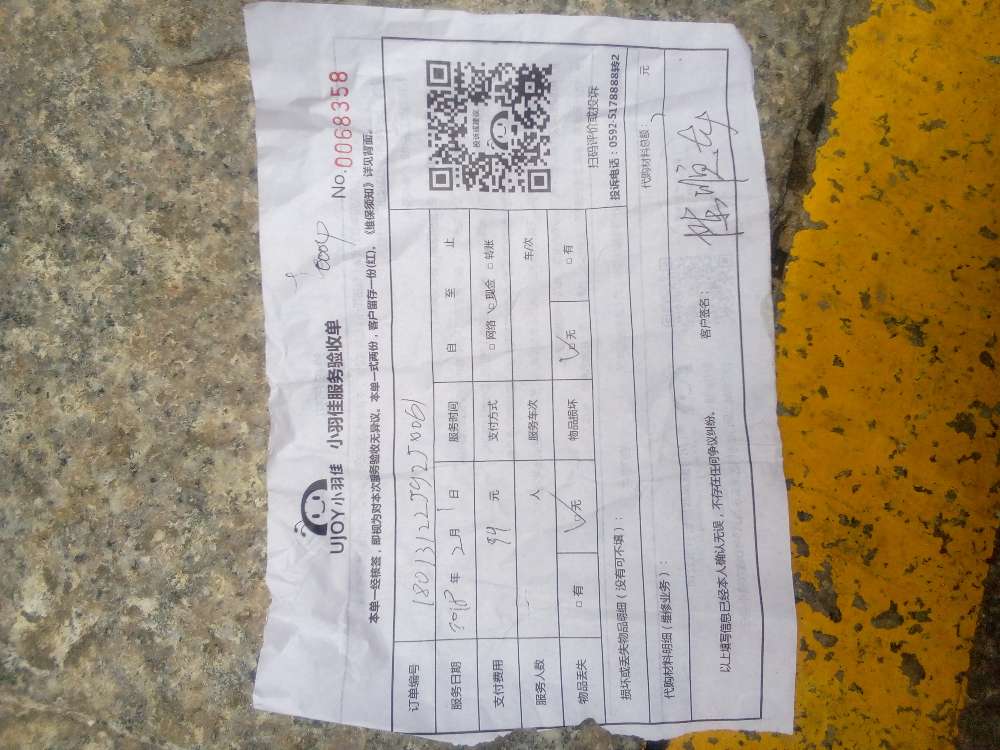 UJOY小羽佳 小羽佳服务验收单
No.0068358
本单一经核签，即视为对本次服务验收无异议。本单一式两份，客户留存一份(红)。《维保须知》详见背面。
订单编号
服务日期 2018 年 2 月 1 日 服务时间 自 至 止
支付费用 94 元 支付方式 □ 网络 ☑ 现金 □ 转账
服务人数 人 服务车次 车/次
物品丢失 □ 有 ☑ 无 物品损坏 ☑ 无 □ 有
投诉或建议
扫码评价或投诉
投诉电话：0592-5178888转2
损坏或丢失物品明细（没有可不填）：
代购材料明细（维修业务）： 代购材料总额： 元
以上填写信息已经本人确认无误，不存在任何争议纠纷。 客户签名：